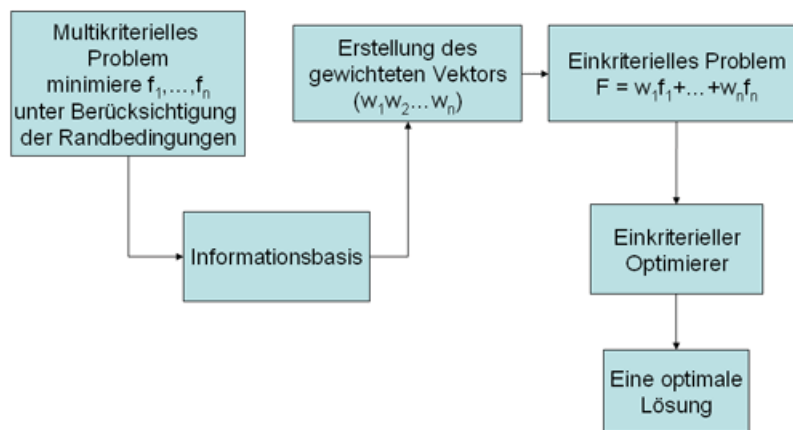 Multikriterielles
Problem
minimiere f₁,...,fₙ
unter Berücksichtigung
der Randbedingungen
Informationsbasis
Erstellung des
gewichteten Vektors
(w₁w₂...wₙ)
Einkriterielles Problem
F = w₁f₁+...+wₙfₙ
Einkriterieller
Optimierer
Eine optimale
Lösung